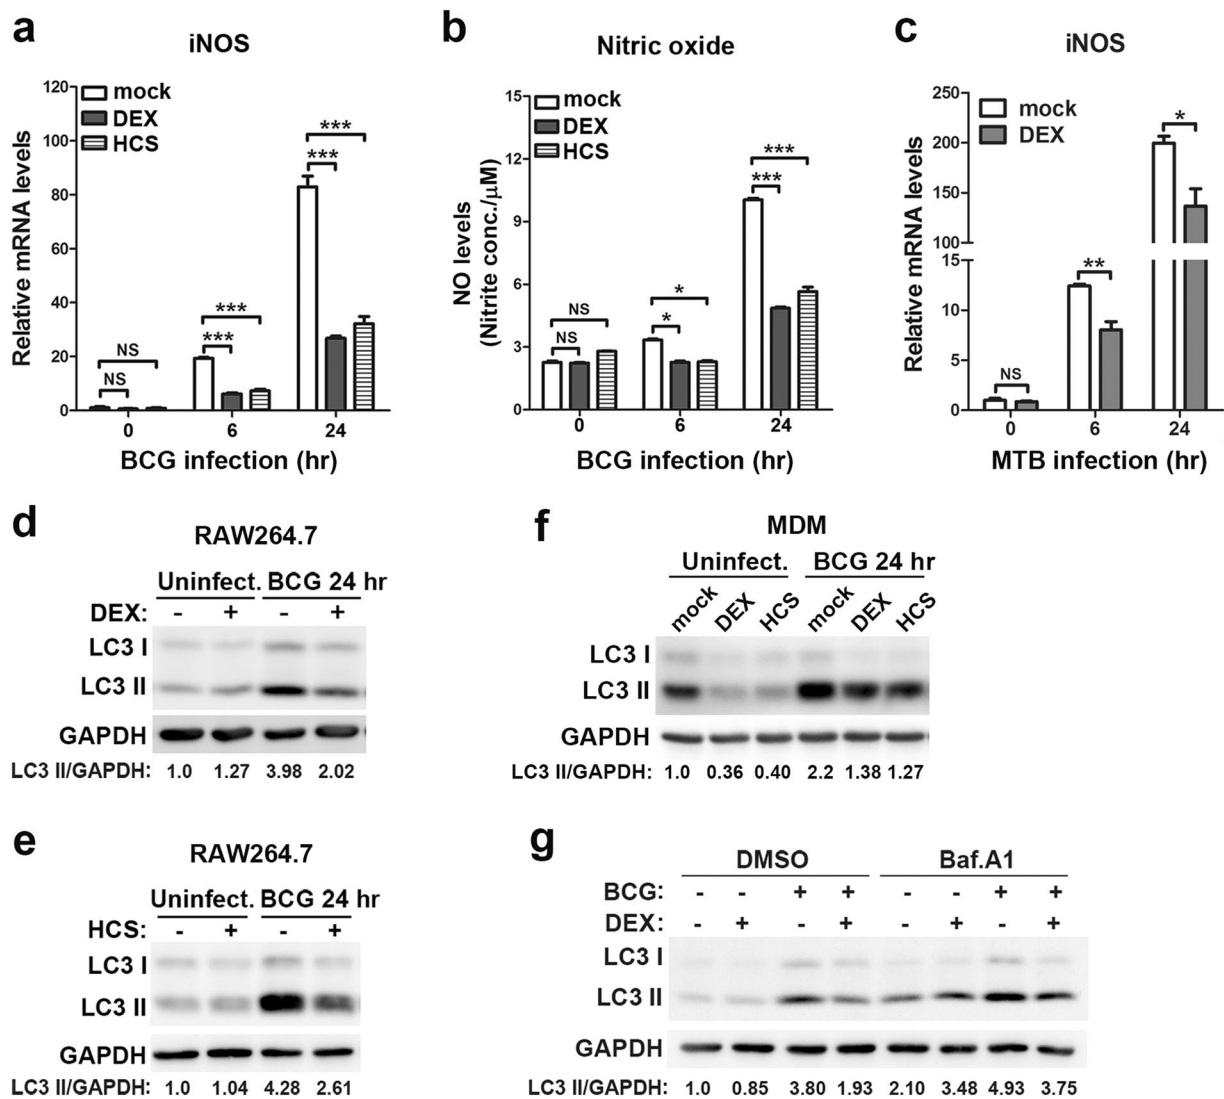 a
iNOS
Relative mRNA levels
120
100
80
60
40
20
0
mock
DEX
HCS
NS
NS
***
***
***
***
0 6 24
BCG infection (hr)
b
Nitric oxide
NO levels
(Nitrite conc./μM)
15
12
9
6
3
0
mock
DEX
HCS
NS
NS
*
*
***
***
0 6 24
BCG infection (hr)
c
iNOS
Relative mRNA levels
250
200
150
100
15
10
5
0
mock
DEX
NS
**
*
0 6 24
MTB infection (hr)
d
RAW264.7
Uninfect. BCG 24 hr
DEX: - + - +
LC3 I
LC3 II
GAPDH
LC3 II/GAPDH: 1.0 1.27 3.98 2.02
e
RAW264.7
Uninfect. BCG 24 hr
HCS: - + - +
LC3 I
LC3 II
GAPDH
LC3 II/GAPDH: 1.0 1.04 4.28 2.61
f
MDM
Uninfect. BCG 24 hr
mock DEX HCS mock DEX HCS
LC3 I
LC3 II
GAPDH
LC3 II/GAPDH: 1.0 0.36 0.40 2.2 1.38 1.27
g
DMSO Baf.A1
BCG: - - + + - - + +
DEX: - + - + - + - +
LC3 I
LC3 II
GAPDH
LC3 II/GAPDH: 1.0 0.85 3.80 1.93 2.10 3.48 4.93 3.75